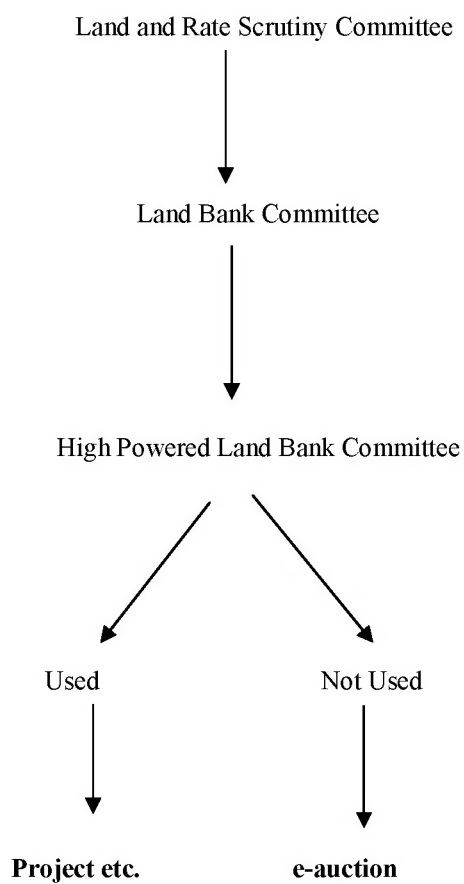 Land and Rate Scrutiny Committee
Land Bank Committee
High Powered Land Bank Committee
Used
Not Used
Project etc.
e-auction